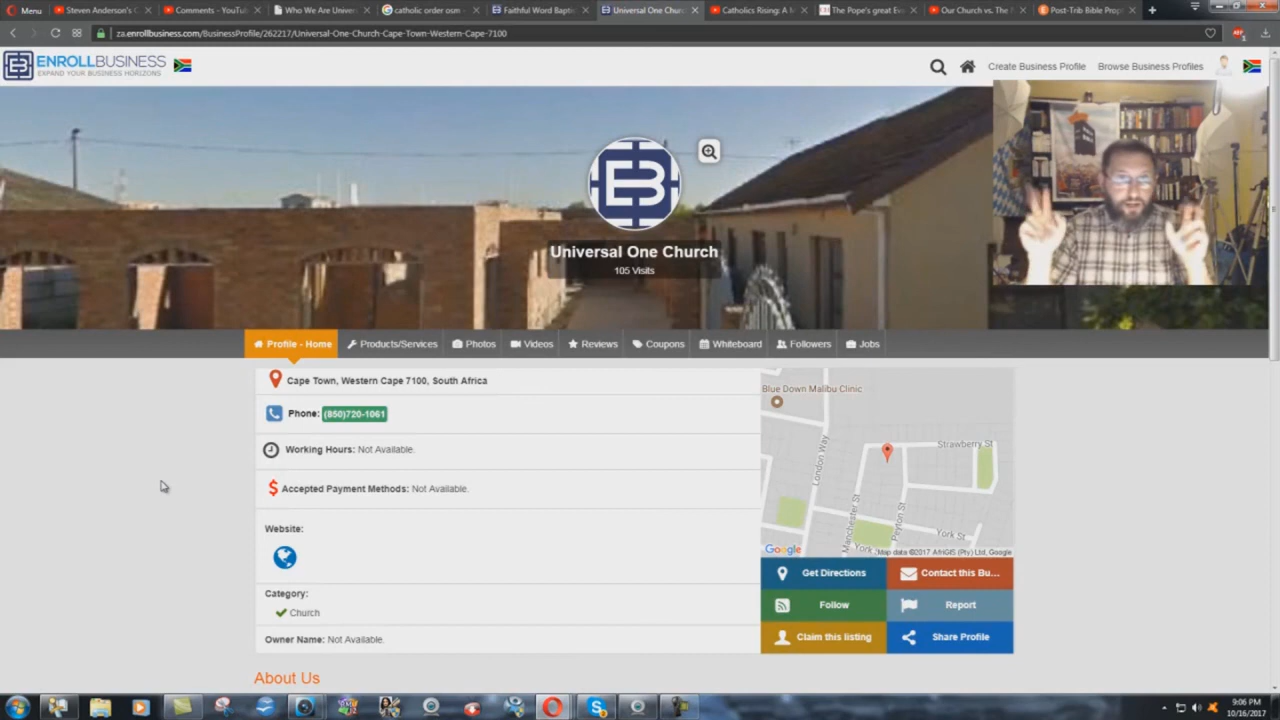 Menu
Steven Anderson's C
Comments - YouTu
Who We Are Univer
catholic order osm -
Faithful Word Bapti
Universal One Churc
Catholics Rising: A M
The Pope's great Eve
Our Church vs. The
Post-Trib Bible Prop
za.enrollbusiness.com/BusinessProfile/262217/Universal-One-Church-Cape-Town-Western-Cape-7100
ENROLLBUSINESS
EXPAND YOUR BUSINESS HORIZONS
Create Business Profile
Browse Business Profiles
EB
Universal One Church
105 Visits
Profile - Home
Products/Services
Photos
Videos
Reviews
Coupons
Whiteboard
Followers
Jobs
Cape Town, Western Cape 7100, South Africa
Phone: (850)720-1061
Working Hours: Not Available.
Accepted Payment Methods: Not Available.
Website:
Category:
Church
Owner Name: Not Available.
About Us
Blue Down Malibu Clinic
London Way
Strawberry St
Manchester St
Peyton St
York St
York
Google
Map data ©2017 AfriGIS (Pty) Ltd, Google
Get Directions
Contact this Bu...
Follow
Report
Claim this listing
Share Profile
9:06 PM
10/16/2017